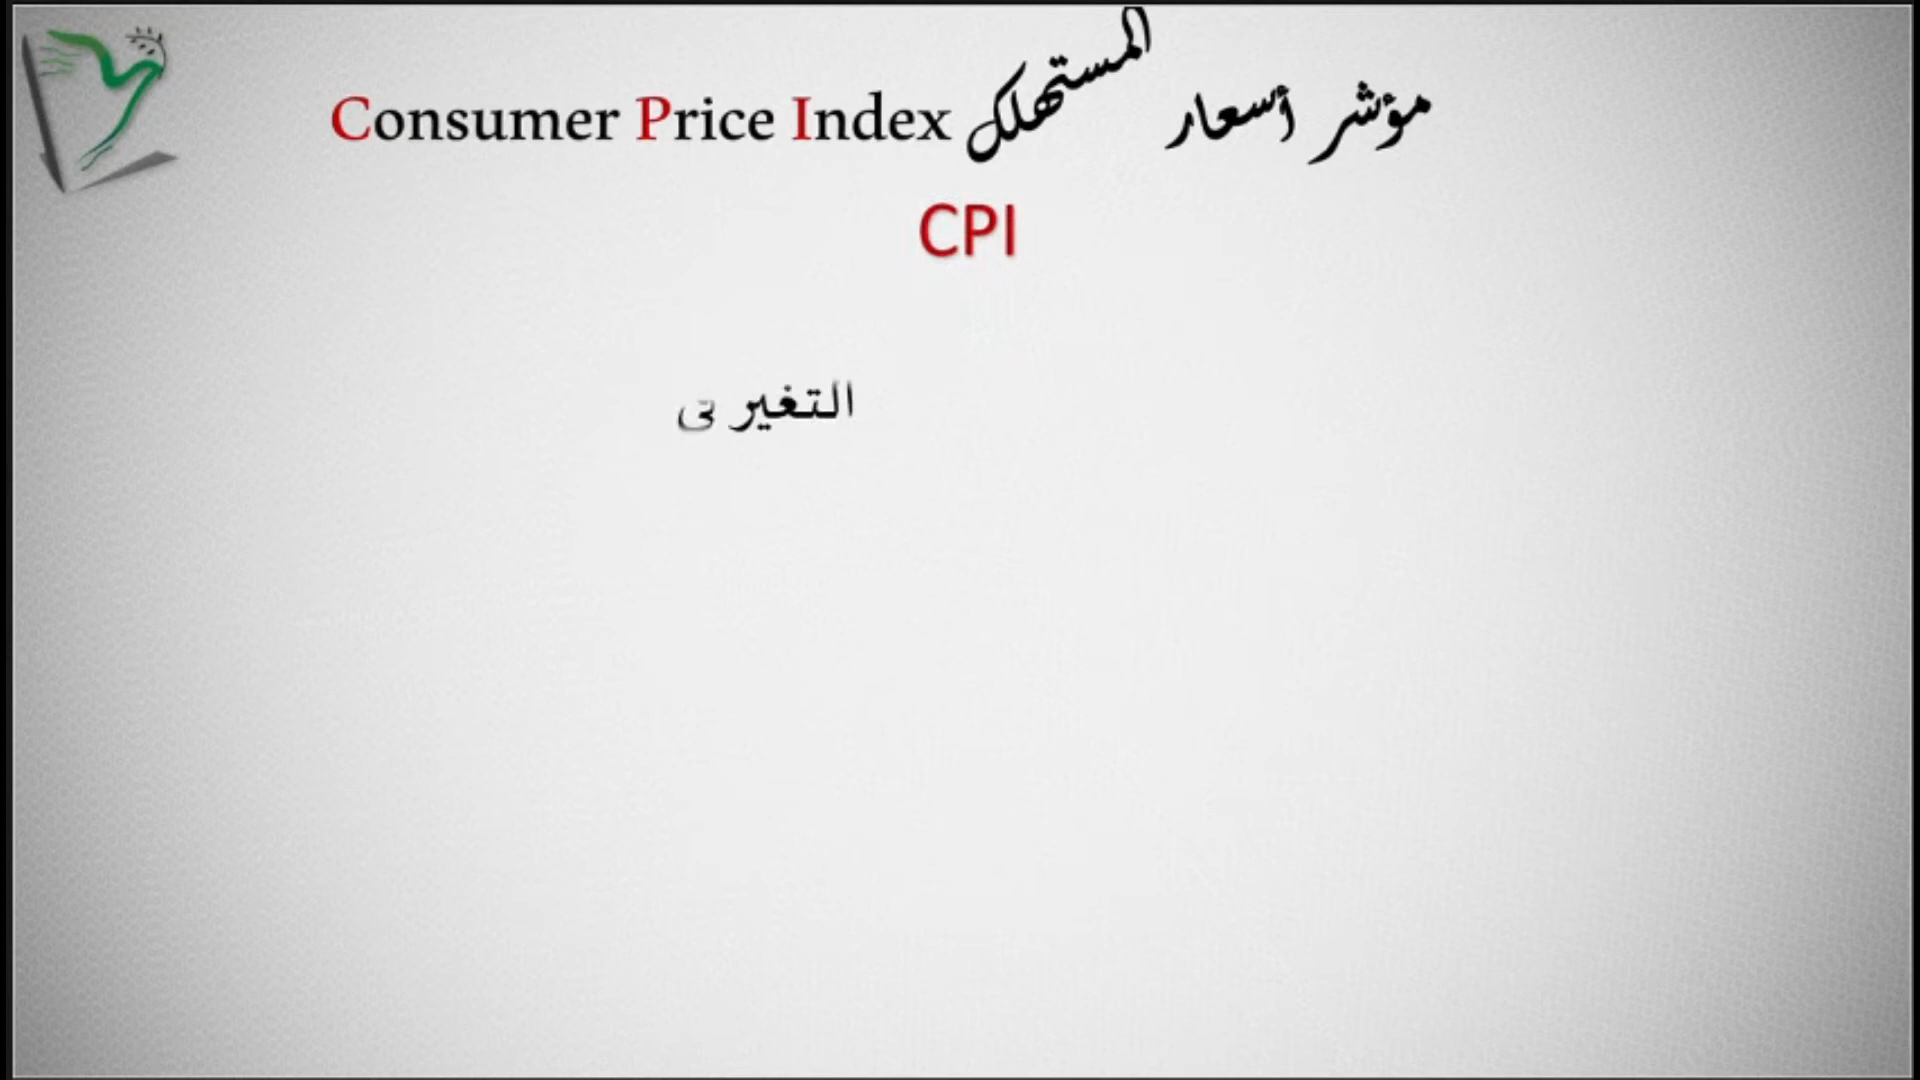 مؤشر أسعار المستهلك Consumer Price Index
CPI
التغير